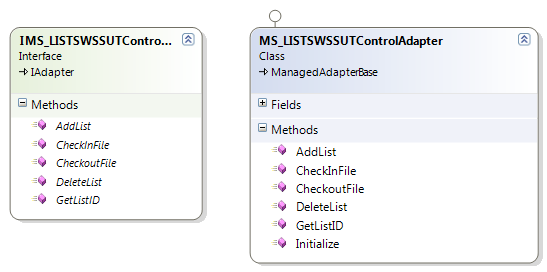 IMS_LISTSWSSUTContro...
Interface
IAdapter
Methods
AddList
CheckInFile
CheckoutFile
DeleteList
GetListID
MS_LISTSWSSUTControlAdapter
Class
ManagedAdapterBase
Fields
Methods
AddList
CheckInFile
CheckoutFile
DeleteList
GetListID
Initialize